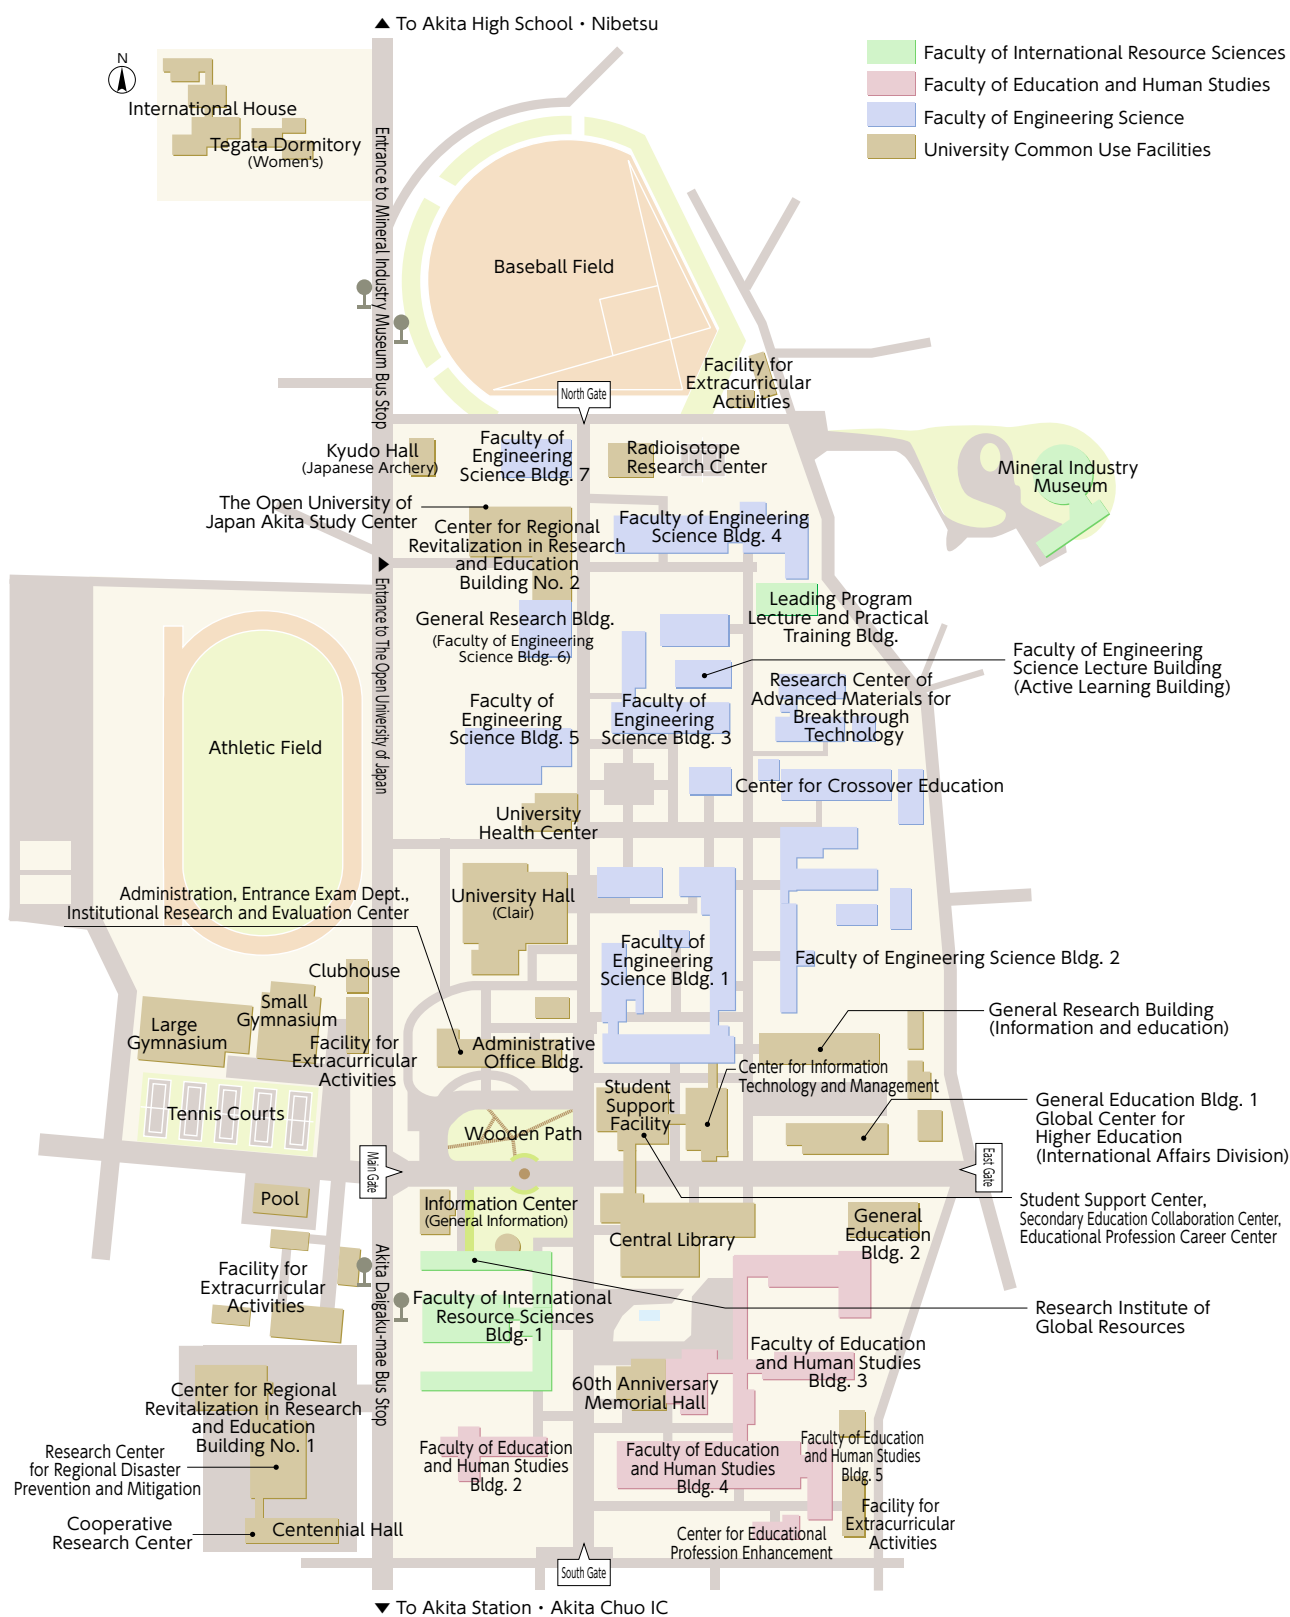 ▲ To Akita High School・Nibetsu
N
Faculty of International Resource Sciences
Faculty of Education and Human Studies
Faculty of Engineering Science
University Common Use Facilities
International House
Tegata Dormitory
(Women's)
Entrance to Mineral Industry Museum Bus Stop
Baseball Field
Facility for
Extracurricular
Activities
North Gate
Kyudo Hall
(Japanese Archery)
Faculty of
Engineering
Science Bldg. 7
Radioisotope
Research Center
Mineral Industry
Museum
The Open University of
Japan Akita Study Center
Center for Regional
Revitalization in Research
and Education
Building No. 2
Faculty of Engineering
Science Bldg. 4
Entrance to The Open University of Japan
General Research Bldg.
(Faculty of Engineering
Science Bldg. 6)
Leading Program
Lecture and Practical
Training Bldg.
Faculty of Engineering
Science Lecture Building
(Active Learning Building)
Faculty of
Engineering
Science Bldg. 5
Faculty of
Engineering
Science Bldg. 3
Research Center of
Advanced Materials for
Breakthrough
Technology
Athletic Field
Center for Crossover Education
University
Health Center
Administration, Entrance Exam Dept.,
Institutional Research and Evaluation Center
University Hall
(Clair)
Faculty of
Engineering
Science Bldg. 1
Faculty of Engineering Science Bldg. 2
Clubhouse
Small
Gymnasium
Large
Gymnasium
Facility for
Extracurricular
Activities
Administrative
Office Bldg.
General Research Building
(Information and education)
Center for Information
Technology and Management
Student
Support
Facility
Tennis Courts
Wooden Path
General Education Bldg. 1
Global Center for
Higher Education
(International Affairs Division)
Main Gate
East Gate
Pool
Information Center
(General Information)
Central Library
General
Education
Bldg. 2
Student Support Center,
Secondary Education Collaboration Center,
Educational Profession Career Center
Akita Daigaku-mae Bus Stop
Facility for
Extracurricular
Activities
Faculty of International
Resource Sciences
Bldg. 1
Research Institute of
Global Resources
Faculty of Education
and Human Studies
Bldg. 3
60th Anniversary
Memorial Hall
Center for Regional
Revitalization in Research
and Education
Building No. 1
Research Center
for Regional Disaster
Prevention and Mitigation
Faculty of Education
and Human Studies
Bldg. 2
Faculty of Education
and Human Studies
Bldg. 4
Faculty of Education
and Human Studies
Bldg. 5
Cooperative
Research Center
Centennial Hall
Center for Educational
Profession Enhancement
Facility for
Extracurricular
Activities
South Gate
▼ To Akita Station・Akita Chuo IC